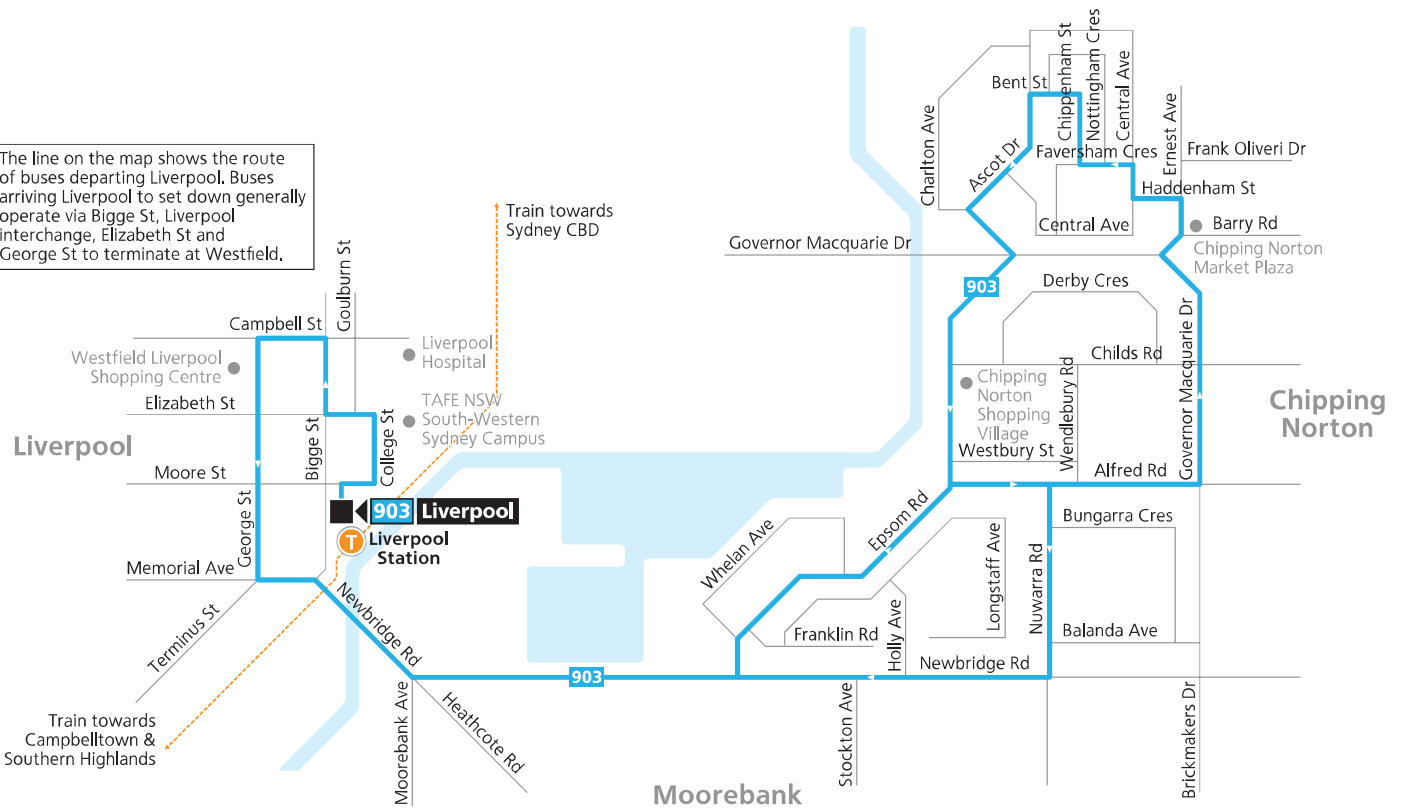 The line on the map shows the route
of buses departing Liverpool. Buses
arriving Liverpool to set down generally
operate via Bigge St, Liverpool
interchange, Elizabeth St and
George St to terminate at Westfield.
Train towards
Sydney CBD
Bent St
Chippenham St
Nottingham Cres
Central Ave
Ernest Ave
Charlton Ave
Ascot Dr
Faversham Cres
Frank Oliveri Dr
Haddenham St
Central Ave
Barry Rd
Chipping Norton
Market Plaza
Governor Macquarie Dr
903
Derby Cres
Childs Rd
Governor Macquarie Dr
Chipping
Norton
Shopping
Village
Wendlebury Rd
Westbury St
Alfred Rd
Chipping
Norton
Goulburn St
Campbell St
Westfield Liverpool
Shopping Centre
Liverpool
Hospital
Elizabeth St
TAFE NSW
South-Western
Sydney Campus
Liverpool
Bigge St
College St
Moore St
903 Liverpool
George St
T
Liverpool
Station
Memorial Ave
Terminus St
Newbridge Rd
Whelan Ave
Epsom Rd
Longstaff Ave
Nuwarra Rd
Bungarra Cres
Franklin Rd
Holly Ave
Balanda Ave
Newbridge Rd
903
Train towards
Campbelltown &
Southern Highlands
Moorebank Ave
Heathcote Rd
Stockton Ave
Brickmakers Dr
Moorebank